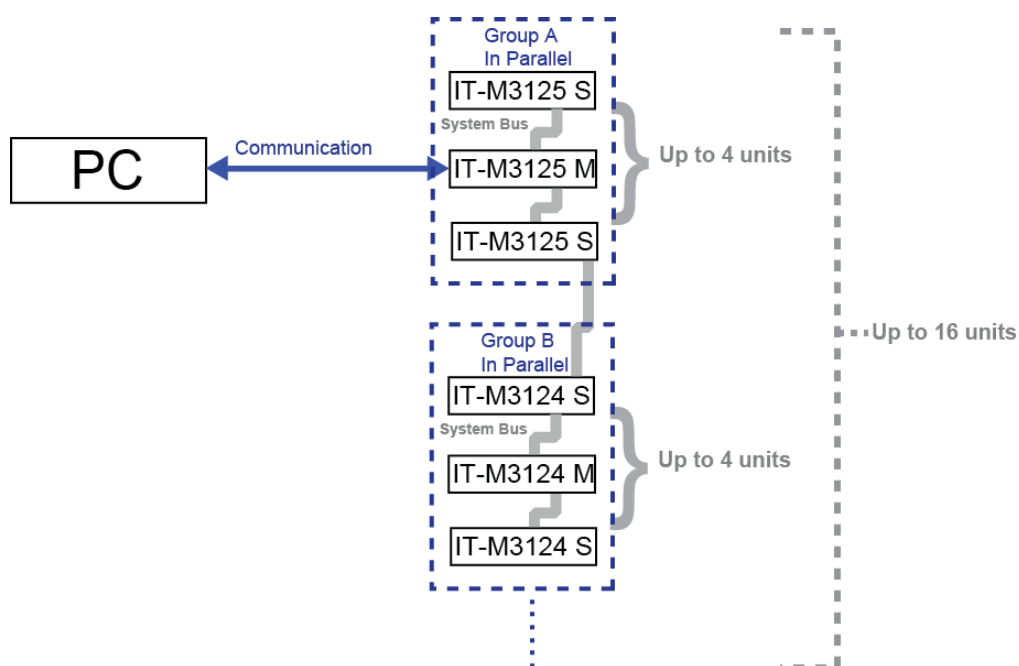 Group A
In Parallel
IT-M3125 S
System Bus
PC
Communication
IT-M3125 M
Up to 4 units
IT-M3125 S
Group B
In Parallel
Up to 16 units
IT-M3124 S
System Bus
IT-M3124 M
Up to 4 units
IT-M3124 S